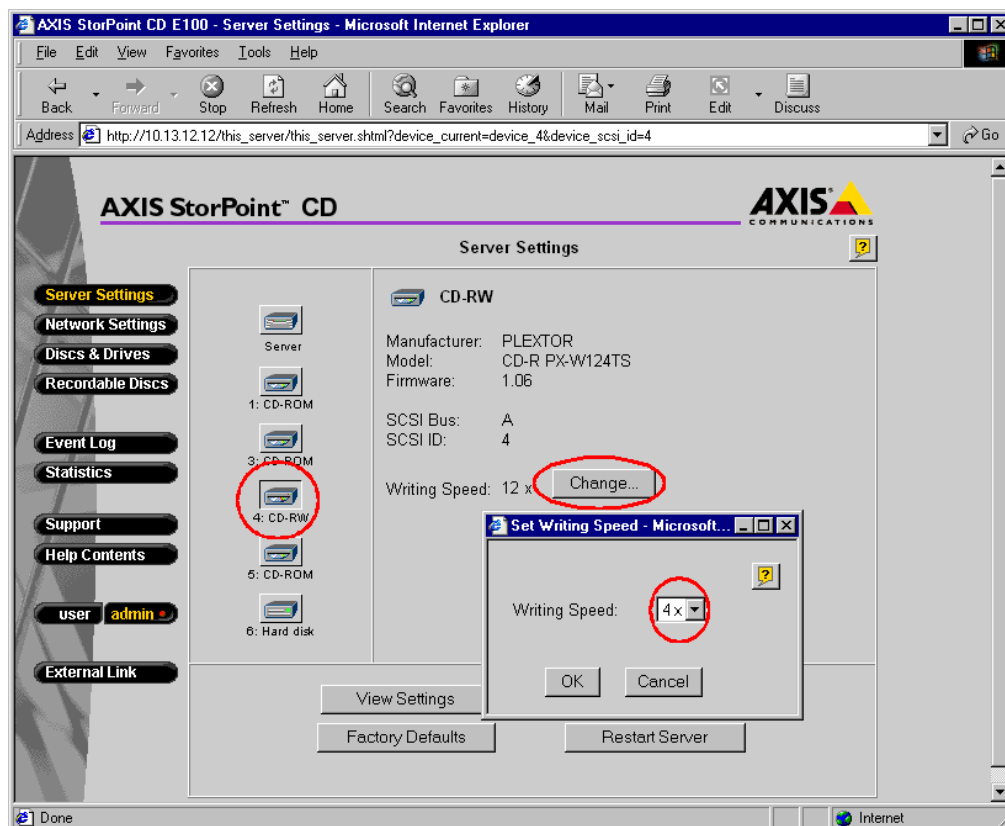 AXIS StorPoint CD E100 - Server Settings - Microsoft Internet Explorer
File Edit View Favorites Tools Help
Back Forward Stop Refresh Home Search Favorites History Mail Print Edit Discuss
Address http://10.13.12.12/this_server/this_server.shtml?device_current=device_4&device_scsi_id=4 Go
AXIS StorPoint™ CD
AXIS
COMMUNICATIONS
Server Settings
Server Settings
Network Settings
Discs & Drives
Recordable Discs
Event Log
Statistics
Support
Help Contents
user admin
External Link
Server
1: CD-ROM
3: CD-ROM
4: CD-RW
5: CD-ROM
6: Hard disk
CD-RW
Manufacturer: PLEXTOR
Model: CD-R PX-W124TS
Firmware: 1.06
SCSI Bus: A
SCSI ID: 4
Writing Speed: 12 x Change...
Set Writing Speed - Microsoft...
Writing Speed: 4 x
OK Cancel
View Settings
Factory Defaults Restart Server
Done Internet